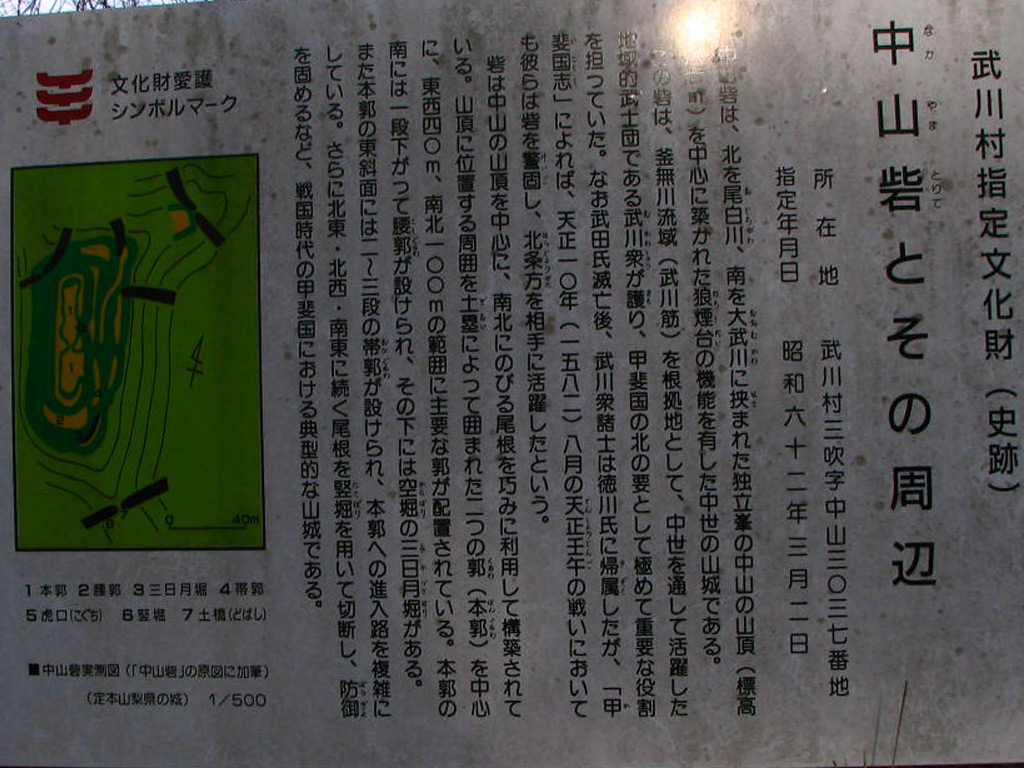 武川村指定文化財（史跡）
中山砦とその周辺
なか やま とりで
所在地 武川村三吹字中山三〇三七番地
指定年月日 昭和六十二年三月二日
中山砦は、北を尾白川、南を大武川に挟まれた独立峯の中山の山頂（標高
m）を中心に築かれた狼煙台の機能を有した中世の山城である。
この砦は、釜無川流域（武川筋）を根拠地として、中世を通して活躍した
地域的武士団である武川衆が護り、甲斐国の北の要として極めて重要な役割
を担っていた。なお武田氏滅亡後、武川衆諸士は徳川氏に帰属したが、「甲
斐国志」によれば、天正一〇年（一五八二）八月の天正壬午の戦いにおいて
も彼らは砦を警固し、北条方を相手に活躍したという。
砦は中山の山頂を中心に、南北にのびる尾根を巧みに利用して構築されて
いる。山頂に位置する周囲を土塁によって囲まれた二つの郭（本郭）を中心
に、東西四〇m、南北一〇〇mの範囲に主要な郭が配置されている。本郭の
南には一段下がって腰郭が設けられ、その下には空堀の三日月堀がある。
また本郭の東斜面には二〜三段の帯郭が設けられ、本郭への進入路を複雑に
している。さらに北東・北西・南東に続く尾根を竪堀を用いて切断し、防御
を固めるなど、戦国時代の甲斐国における典型的な山城である。
文化財愛護
シンボルマーク
0 40m
1本郭 2腰郭 3三日月堀 4帯郭
5虎口(こぐち) 6竪堀 7土橋(どばし)
■中山砦実測図（「中山砦」の原図に加筆）
（定本山梨県の城） 1／500